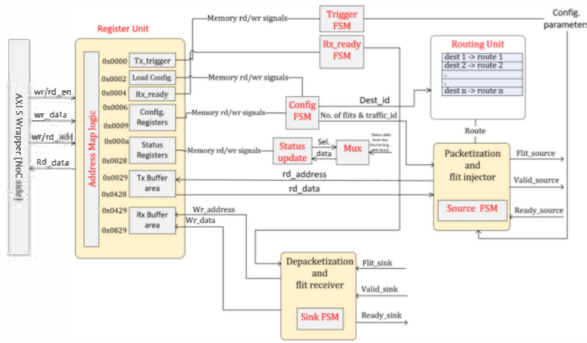 Register Unit
AXI S Wrapper (NoC side)
wr/rd_en
wr_data
wr/rd_add
Rd_data
Address Map logic
0x0000
Tx_trigger
0x0002
Load Config.
0x0004
Rx_ready
0x0006
Config.
Registers
0x0009
0x000a
Status
Registers
0x0028
0x0029
Tx Buffer
area
0x0428
0x0429
Rx Buffer
area
0x0829
Memory rd/wr signals
Memory rd/wr signals
Memory rd/wr signals
Memory rd/wr signals
Trigger
FSM
Rx_ready
FSM
Config
FSM
Status
update
Sel.
data
Mux
Config.
parameters
Dest_id
No. of flits & traffic_id
Routing Unit
dest 1 -> route 1
dest 2 -> route 2
dest n -> route n
Route
rd_address
rd_data
Wr_address
Wr_data
Packetization
and
flit injector
Source FSM
Flit_source
Valid_source
Ready_source
Depacketization
and
flit receiver
Sink FSM
Flit_sink
Valid_sink
Ready_sink